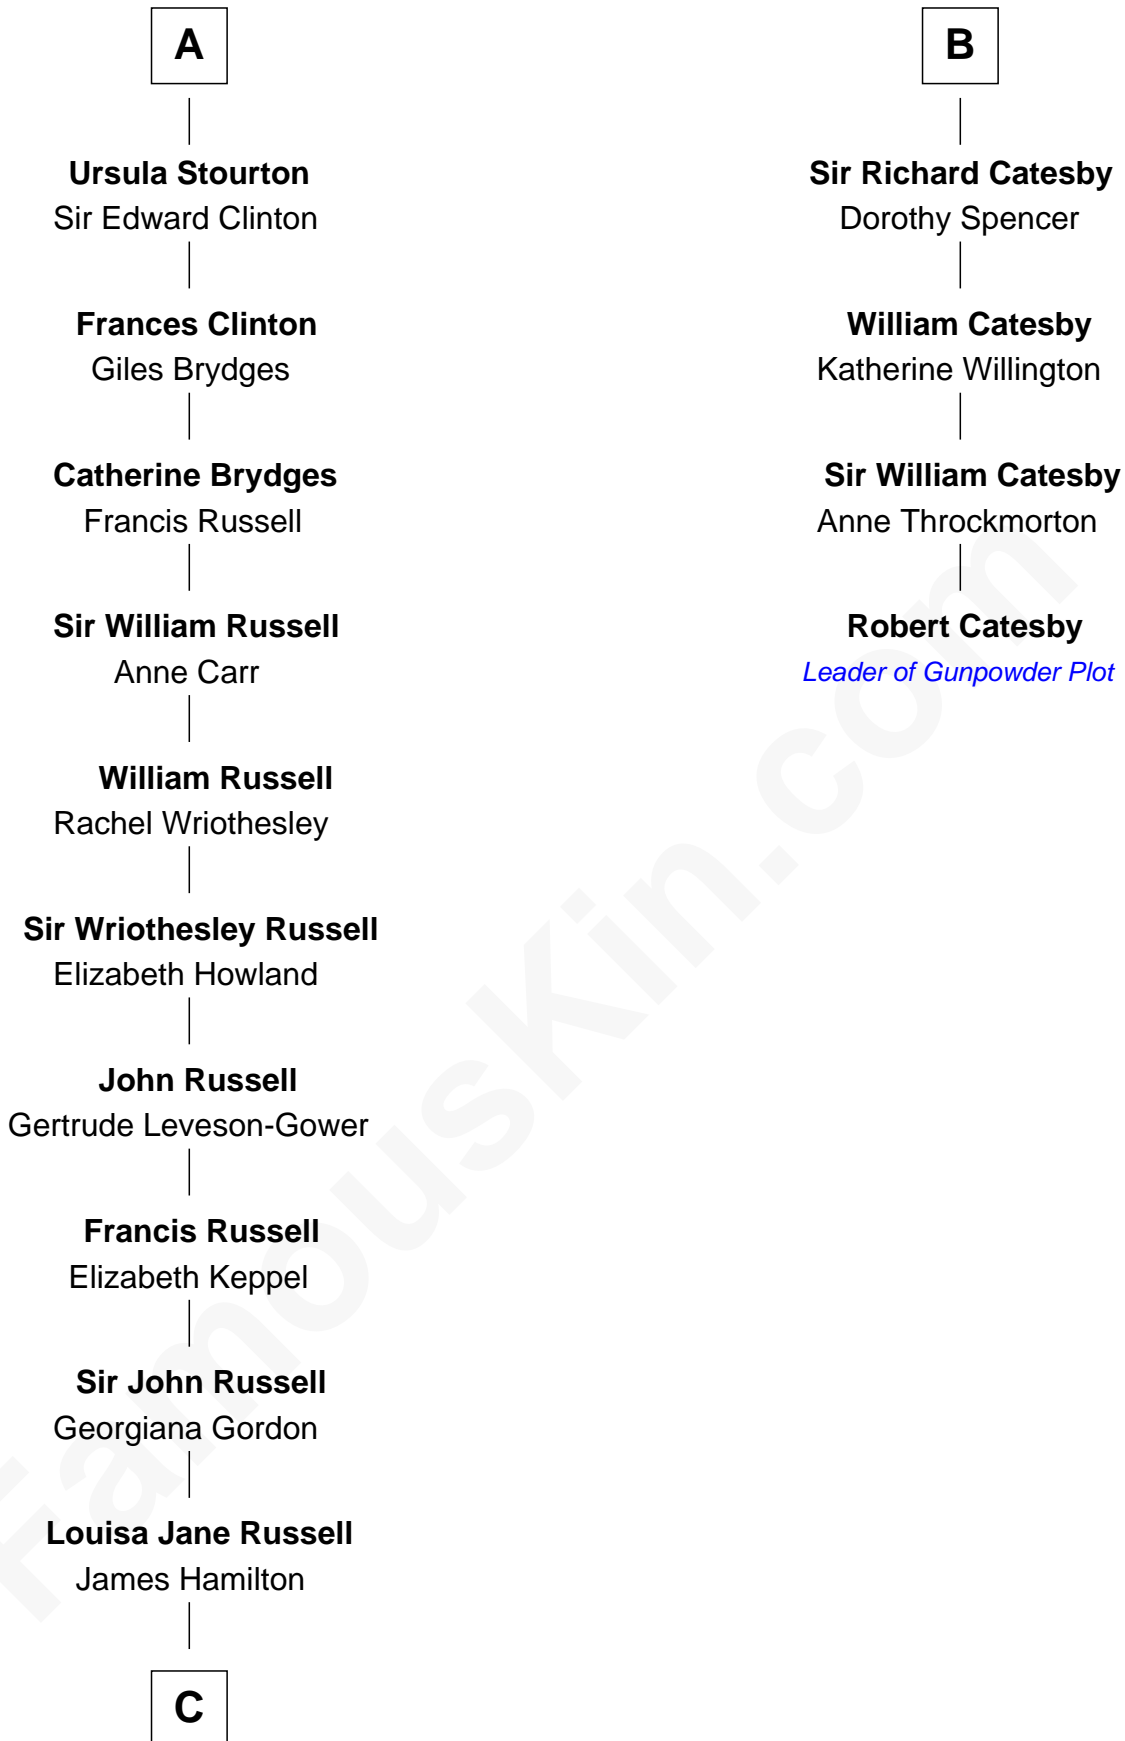 A
Ursula Stourton
Sir Edward Clinton
Frances Clinton
Giles Brydges
Catherine Brydges
Francis Russell
Sir William Russell
Anne Carr
William Russell
Rachel Wriothesley
Sir Wriothesley Russell
Elizabeth Howland
John Russell
Gertrude Leveson-Gower
Francis Russell
Elizabeth Keppel
Sir John Russell
Georgiana Gordon
Louisa Jane Russell
James Hamilton
C
B
Sir Richard Catesby
Dorothy Spencer
William Catesby
Katherine Willington
Sir William Catesby
Anne Throckmorton
Robert Catesby
Leader of Gunpowder Plot
FamousKin.com